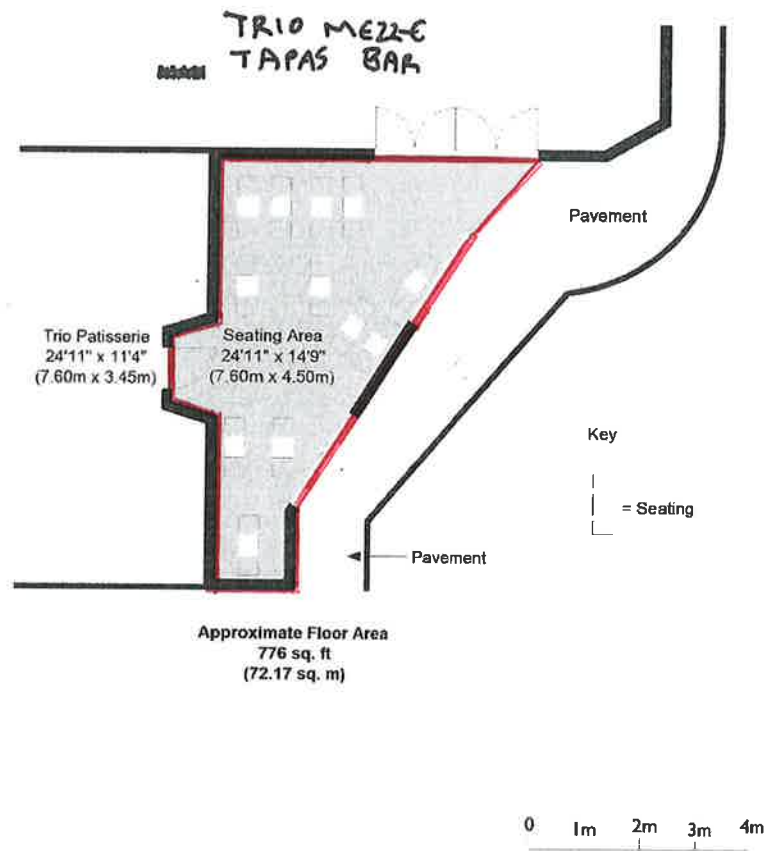 TRIO MEZZE
TAPAS BAR
Pavement
Trio Patisserie
24'11" x 11'4"
(7.60m x 3.45m)
Seating Area
24'11" x 14'9"
(7.60m x 4.50m)
Key
= Seating
Pavement
Approximate Floor Area
776 sq. ft
(72.17 sq. m)
0 1m 2m 3m 4m